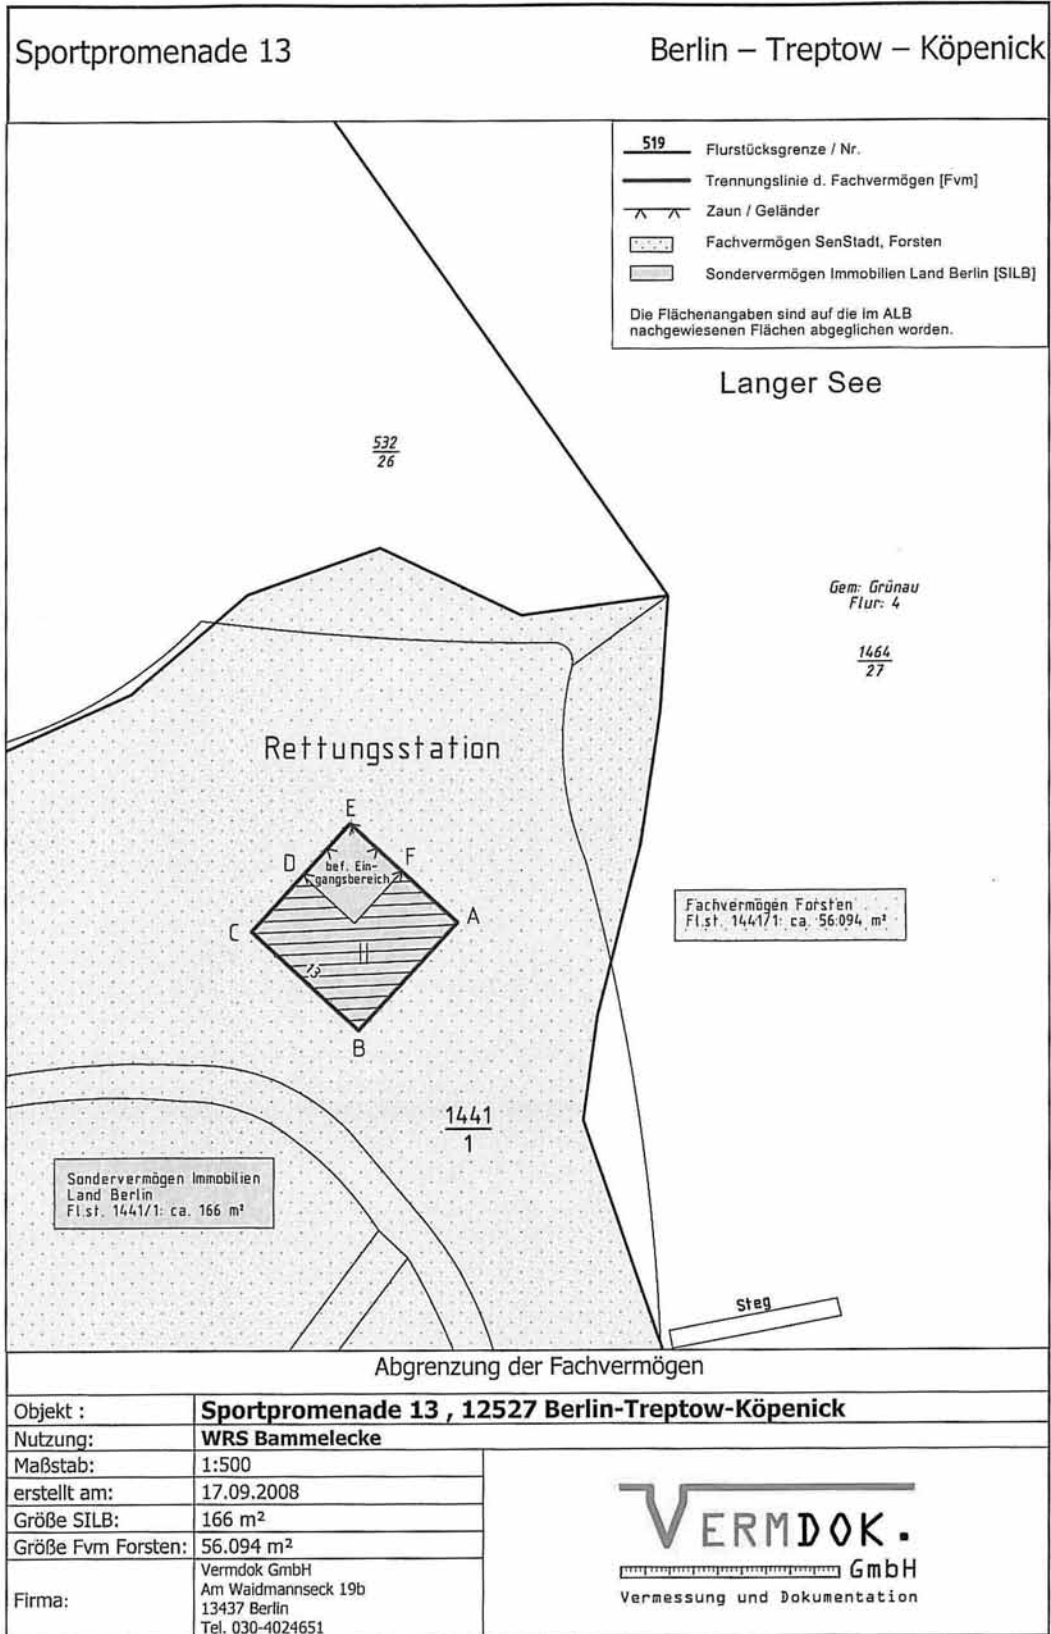 Sportpromenade 13
Berlin – Treptow – Köpenick
519
Flurstücksgrenze / Nr.
Trennungslinie d. Fachvermögen [Fvm]
Zaun / Geländer
Fachvermögen SenStadt, Forsten
Sondervermögen Immobilien Land Berlin [SILB]
Die Flächenangaben sind auf die im ALB
nachgewiesenen Flächen abgeglichen worden.
Langer See
532
26
Gem: Grünau
Flur: 4
1464
27
Rettungsstation
E
D
F
bef. Ein-
gangsbereich
C
A
II
13
B
Fachvermögen Forsten
Fl.st. 1441/1: ca. 56.094 m²
1441
1
Sondervermögen Immobilien
Land Berlin
Fl.st. 1441/1: ca. 166 m²
Steg
Abgrenzung der Fachvermögen
Objekt : Sportpromenade 13 , 12527 Berlin-Treptow-Köpenick
Nutzung: WRS Bammelecke
Maßstab: 1:500
erstellt am: 17.09.2008
Größe SILB: 166 m²
Größe Fvm Forsten: 56.094 m²
Firma:
Vermdok GmbH
Am Waidmannseck 19b
13437 Berlin
Tel. 030-4024651
VERMDOK.
GmbH
Vermessung und Dokumentation